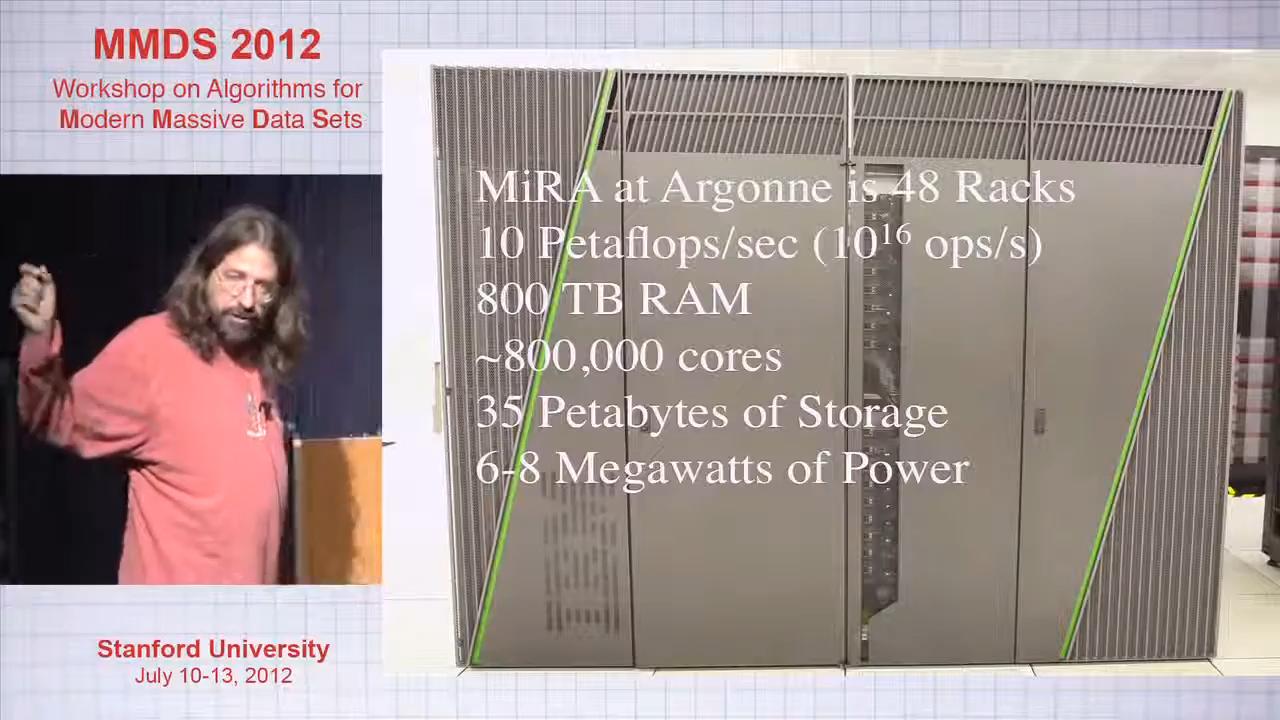 MMDS 2012
Workshop on Algorithms for
Modern Massive Data Sets
MiRA at Argonne is 48 Racks
10 Petaflops/sec (10¹⁶ ops/s)
800 TB RAM
~800,000 cores
35 Petabytes of Storage
6-8 Megawatts of Power
IBM
Stanford University
July 10-13, 2012